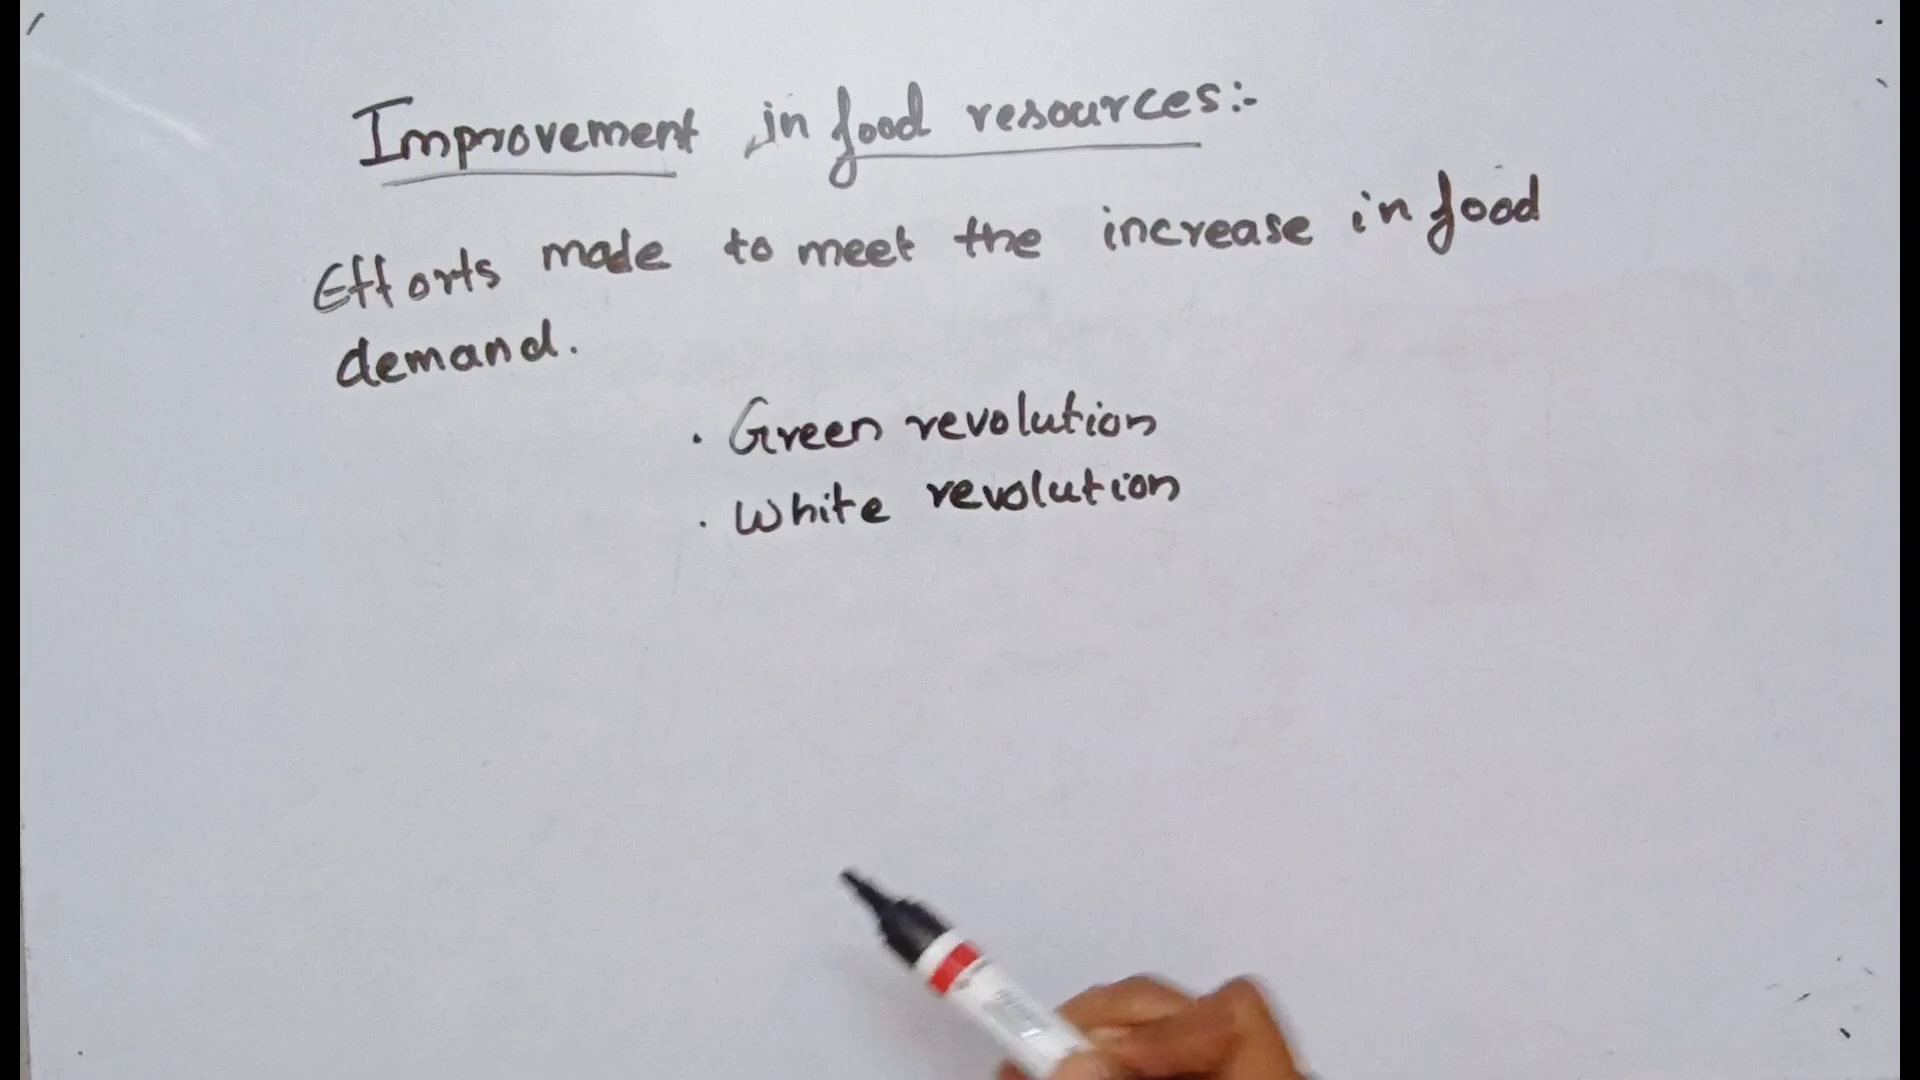 Improvement in food resources:-
Efforts made to meet the increase in food
demand.
. Green revolution
. White revolution